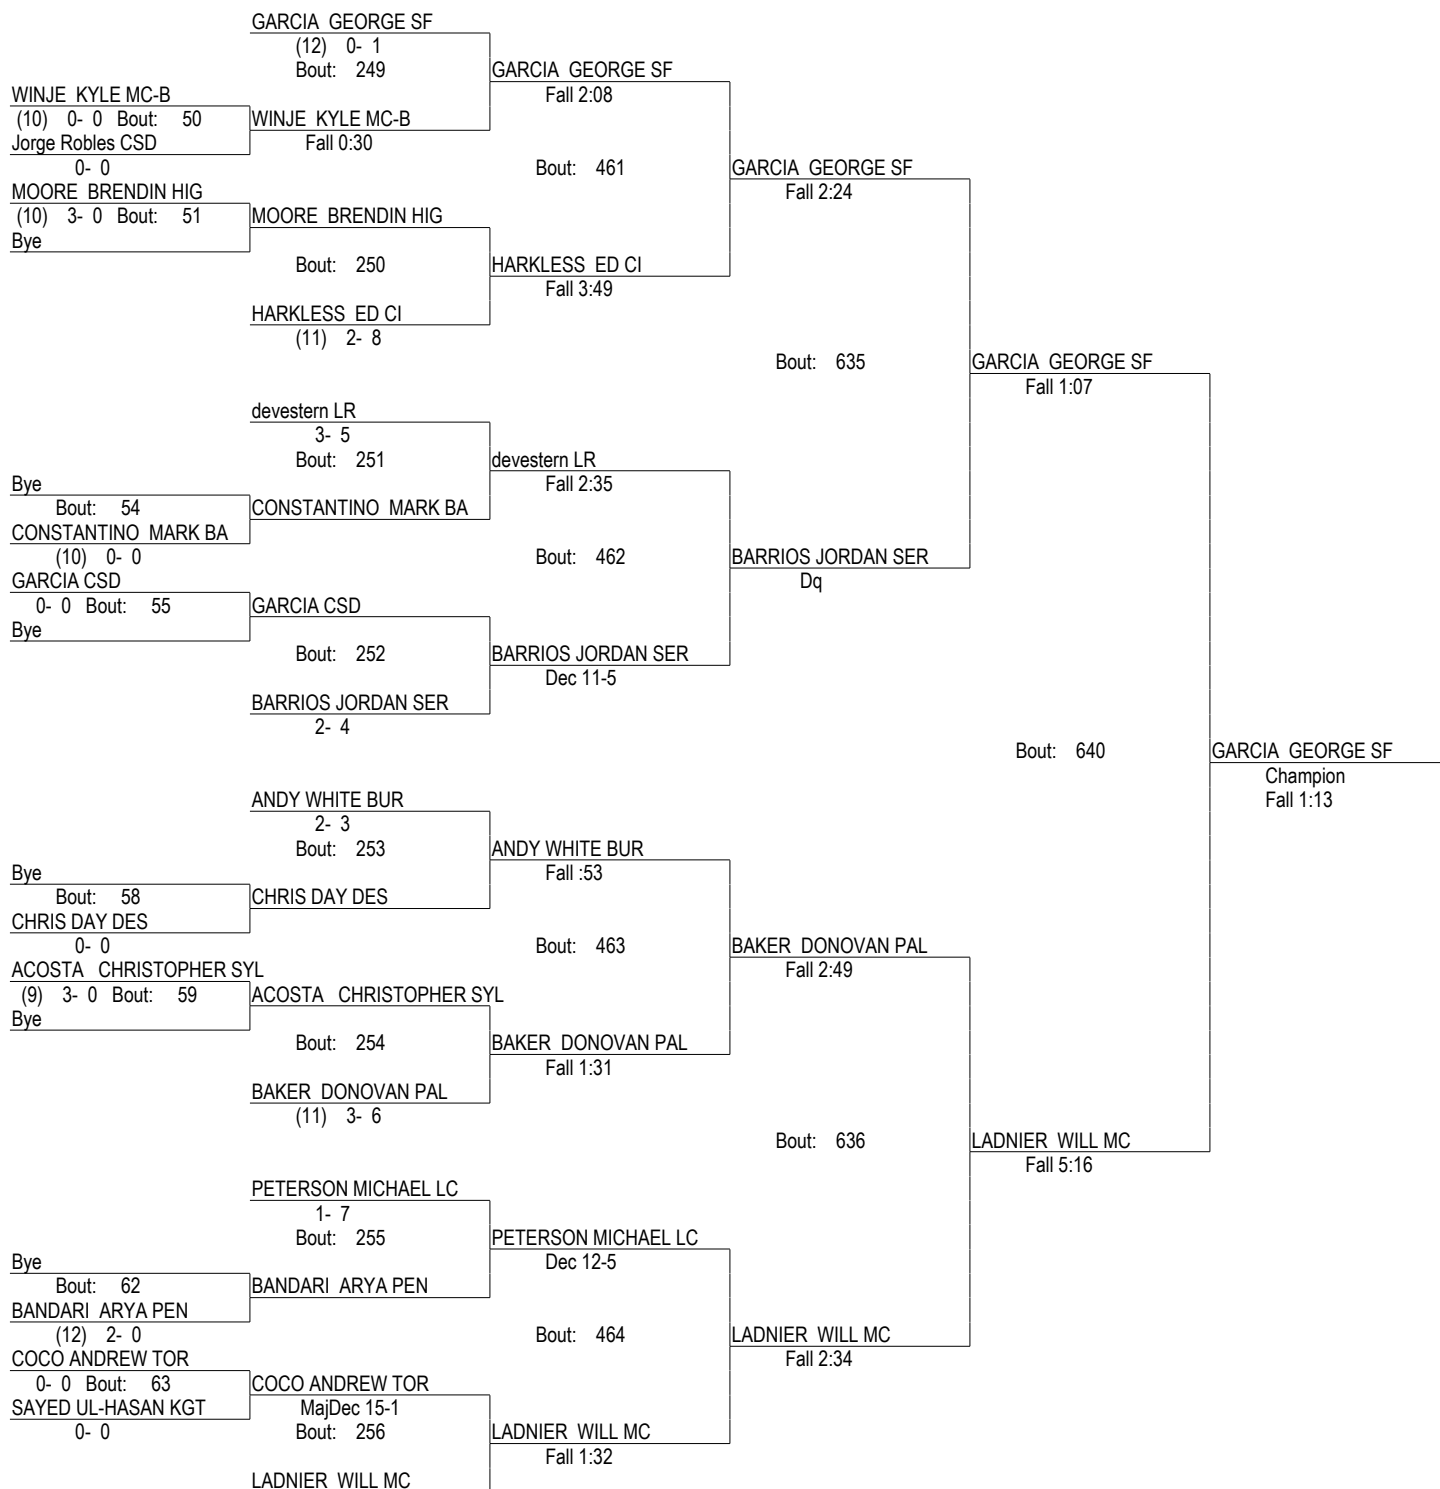 GARCIA GEORGE SF
(12) 0- 1
Bout: 249
GARCIA GEORGE SF
Fall 2:08
WINJE KYLE MC-B
(10) 0- 0 Bout: 50
WINJE KYLE MC-B
Jorge Robles CSD
Fall 0:30
0- 0
Bout: 461
GARCIA GEORGE SF
Fall 2:24
MOORE BRENDIN HIG
(10) 3- 0 Bout: 51
MOORE BRENDIN HIG
Bye
Bout: 250
HARKLESS ED CI
Fall 3:49
HARKLESS ED CI
(11) 2- 8
Bout: 635
GARCIA GEORGE SF
Fall 1:07
devestern LR
3- 5
Bout: 251
devestern LR
Fall 2:35
Bye
Bout: 54
CONSTANTINO MARK BA
CONSTANTINO MARK BA
(10) 0- 0
Bout: 462
BARRIOS JORDAN SER
Dq
GARCIA CSD
0- 0 Bout: 55
GARCIA CSD
Bye
Bout: 252
BARRIOS JORDAN SER
Dec 11-5
BARRIOS JORDAN SER
2- 4
Bout: 640
GARCIA GEORGE SF
Champion
Fall 1:13
ANDY WHITE BUR
2- 3
Bout: 253
ANDY WHITE BUR
Fall :53
Bye
Bout: 58
CHRIS DAY DES
CHRIS DAY DES
0- 0
Bout: 463
BAKER DONOVAN PAL
Fall 2:49
ACOSTA CHRISTOPHER SYL
(9) 3- 0 Bout: 59
ACOSTA CHRISTOPHER SYL
Bye
Bout: 254
BAKER DONOVAN PAL
Fall 1:31
BAKER DONOVAN PAL
(11) 3- 6
Bout: 636
LADNIER WILL MC
Fall 5:16
PETERSON MICHAEL LC
1- 7
Bout: 255
PETERSON MICHAEL LC
Dec 12-5
Bye
Bout: 62
BANDARI ARYA PEN
BANDARI ARYA PEN
(12) 2- 0
Bout: 464
LADNIER WILL MC
Fall 2:34
COCO ANDREW TOR
0- 0 Bout: 63
COCO ANDREW TOR
SAYED UL-HASAN KGT
MajDec 15-1
0- 0
Bout: 256
LADNIER WILL MC
Fall 1:32
LADNIER WILL MC